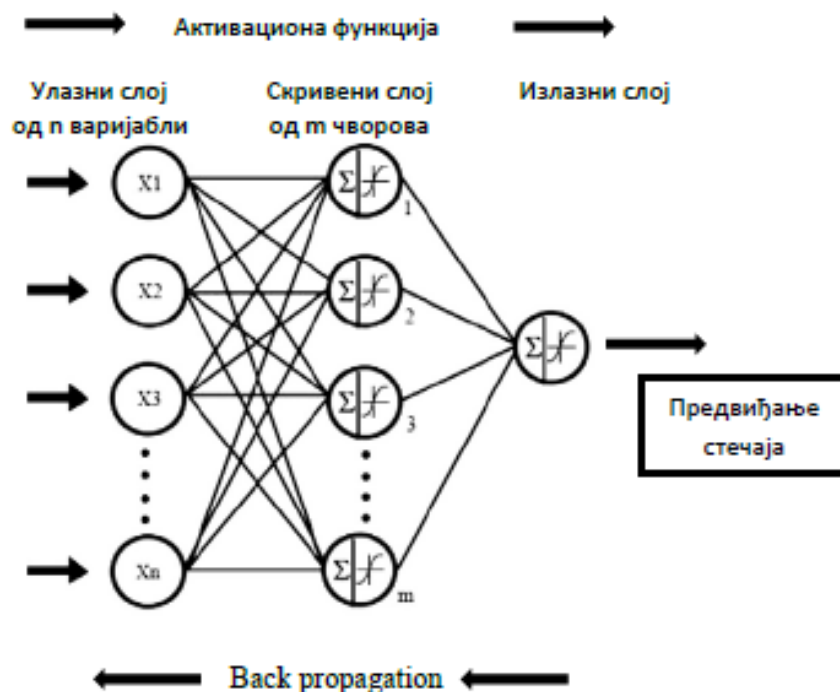 Активациона функција
Улазни слој
од n варијабли
Скривени слој
од m чворова
Излазни слој
X1
Σ
1
X2
Σ
2
Σ
X3
Σ
3
Предвиђање
стечаја
Xn
Σ
m
Back propagation